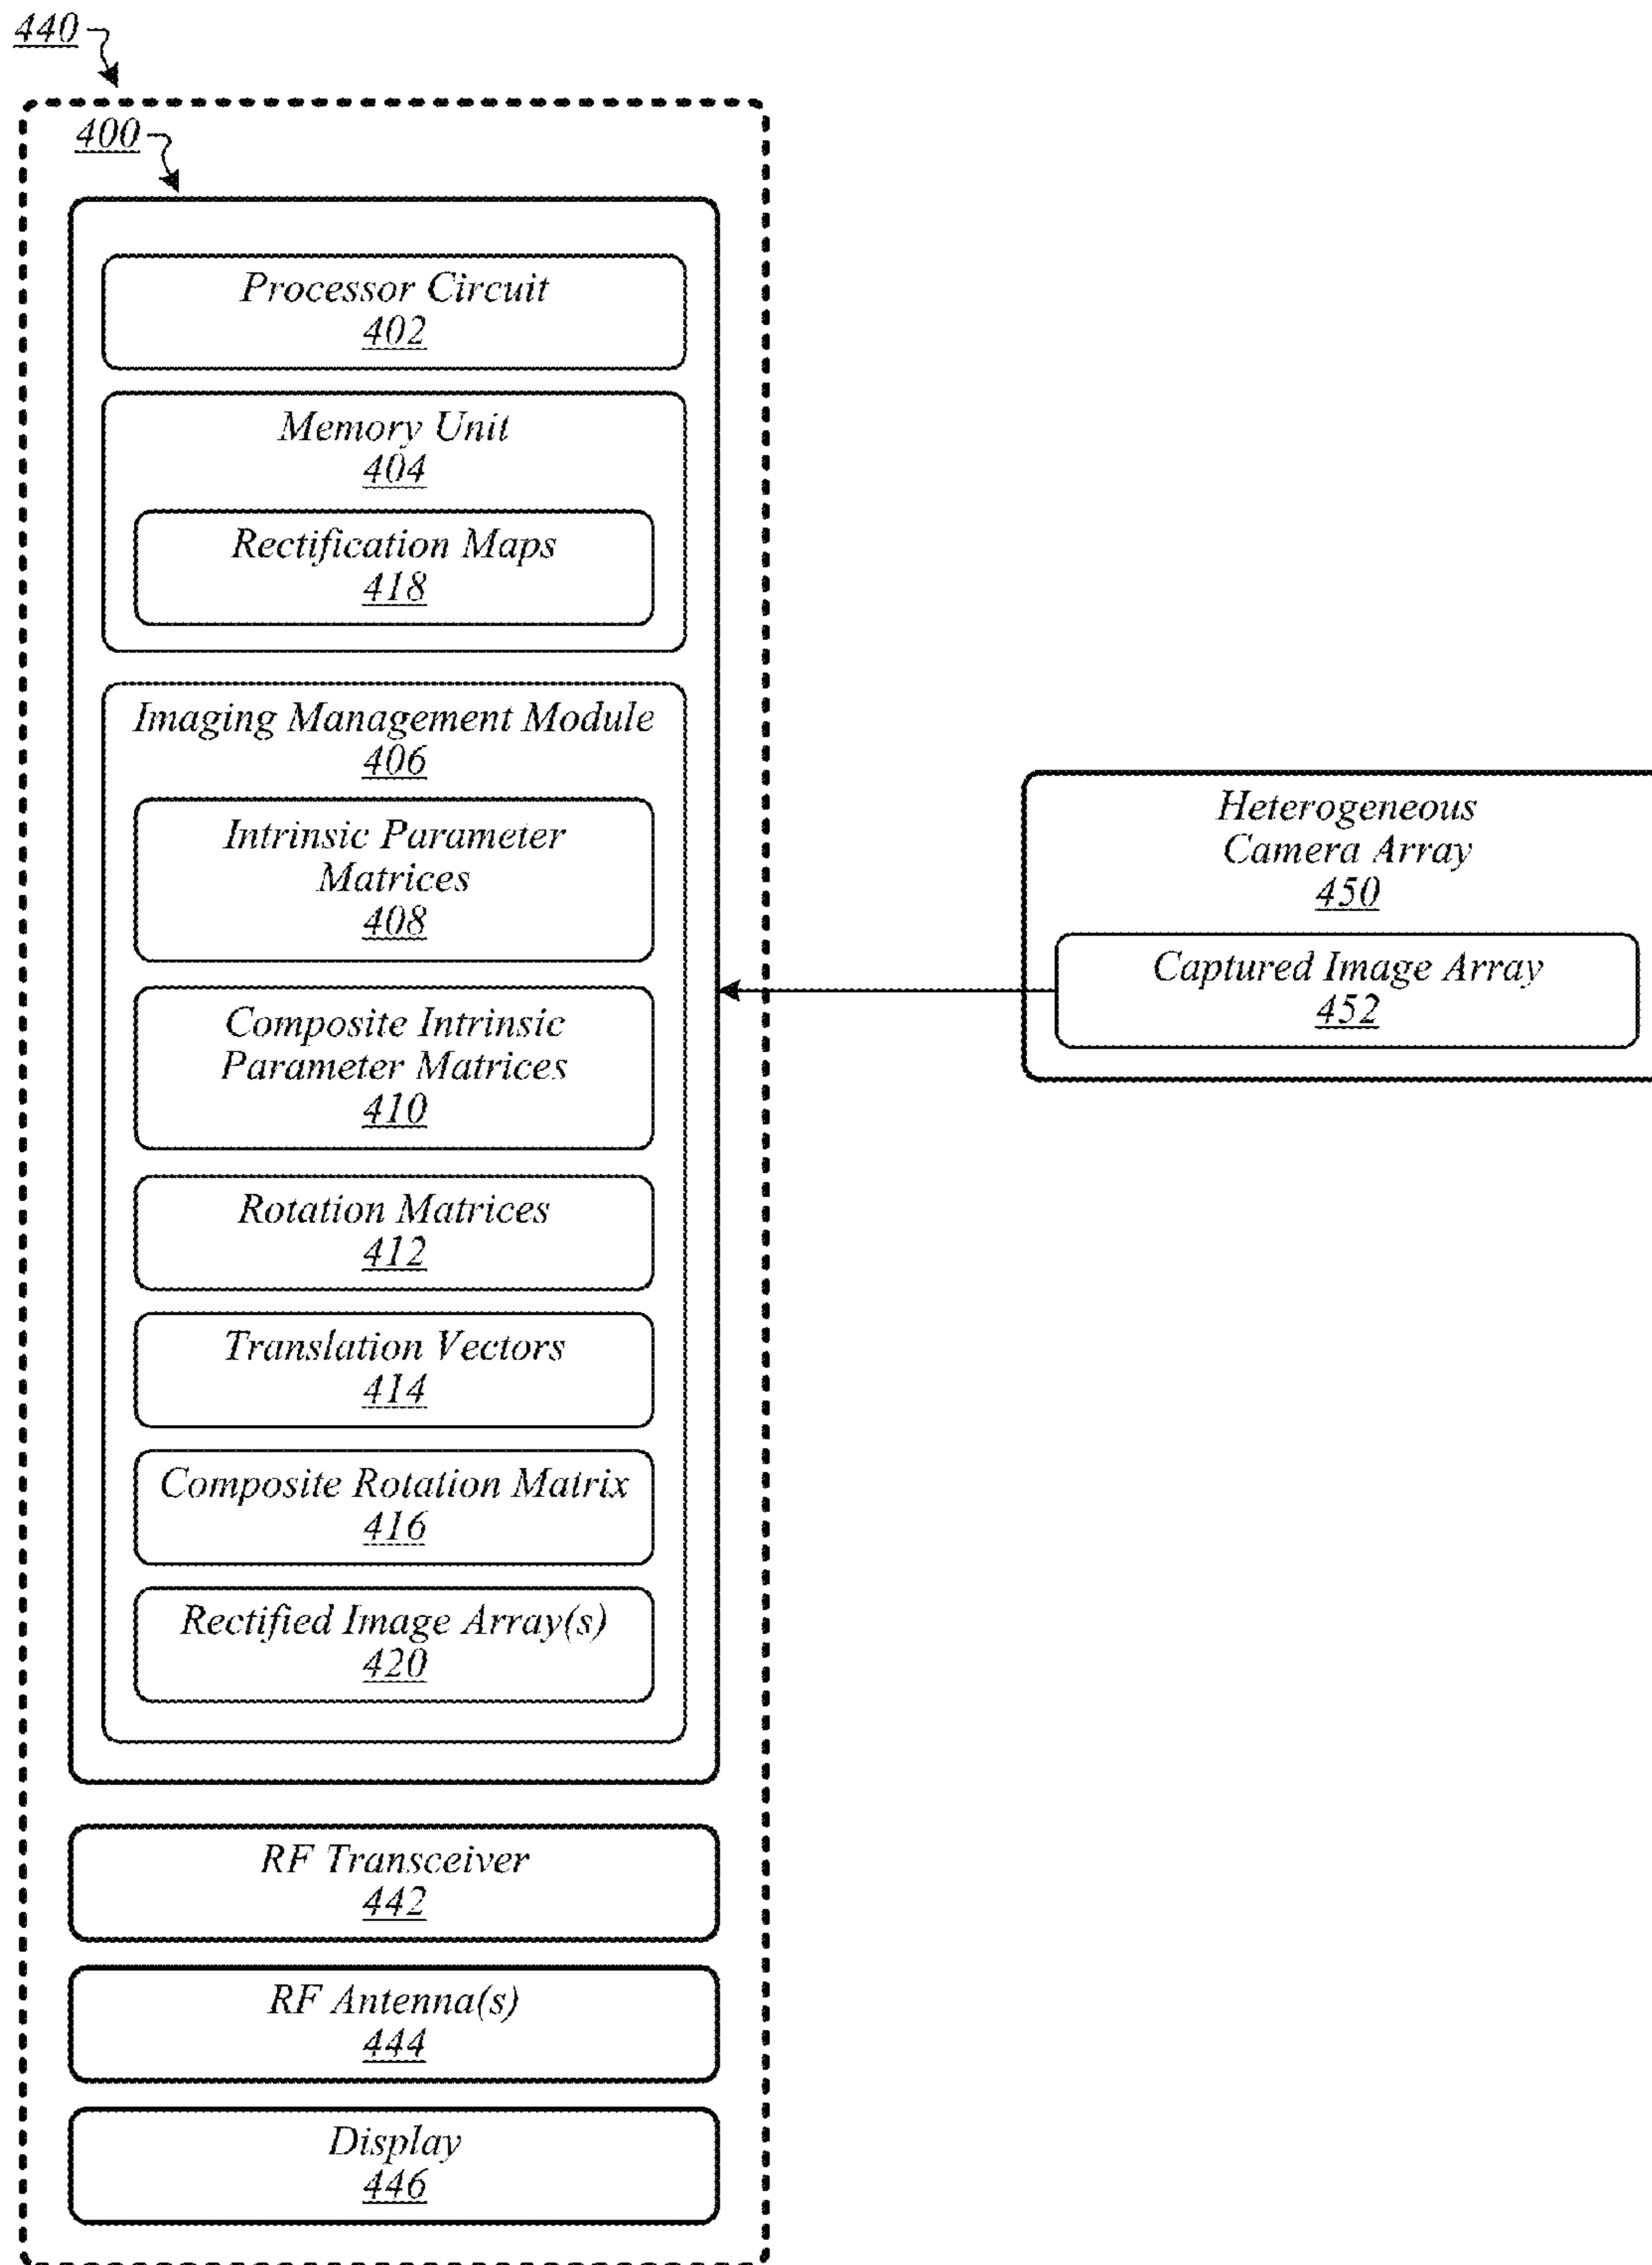 440
400
Processor Circuit
402
Memory Unit
404
Rectification Maps
418
Imaging Management Module
406
Intrinsic Parameter
Matrices
408
Composite Intrinsic
Parameter Matrices
410
Rotation Matrices
412
Translation Vectors
414
Composite Rotation Matrix
416
Rectified Image Array(s)
420
RF Transceiver
442
RF Antenna(s)
444
Display
446
Heterogeneous
Camera Array
450
Captured Image Array
452